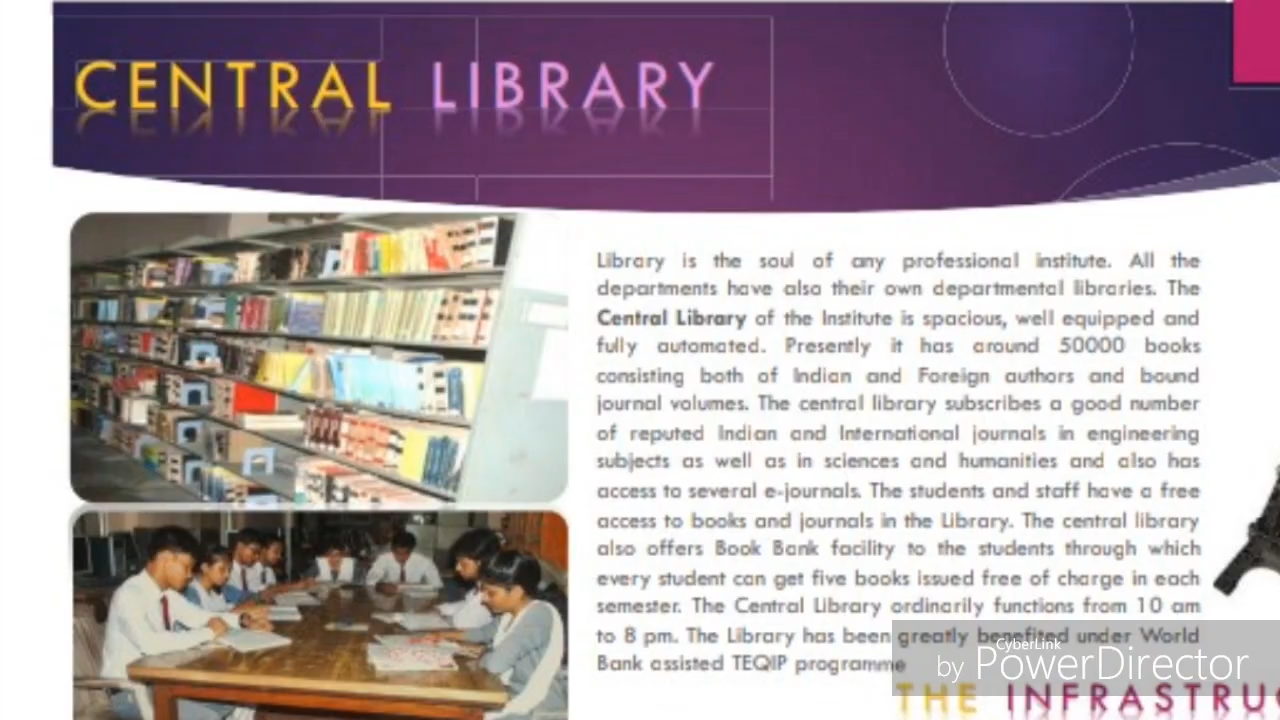 CENTRAL LIBRARY
Library is the soul of any professional institute. All the
departments have also their own departmental libraries. The
Central Library of the Institute is spacious, well equipped and
fully automated. Presently it has around 50000 books
consisting both of Indian and Foreign authors and bound
journal volumes. The central library subscribes a good number
of reputed Indian and International journals in engineering
subjects as well as in sciences and humanities and also has
access to several e-journals. The students and staff have a free
access to books and journals in the Library. The central library
also offers Book Bank facility to the students through which
every student can get five books issued free of charge in each
semester. The Central Library ordinarily functions from 10 am
to 8 pm. The Library has been greatly benefited under World
Bank assisted TEQIP programme
CyberLink
by PowerDirector
THE INFRASTRUC